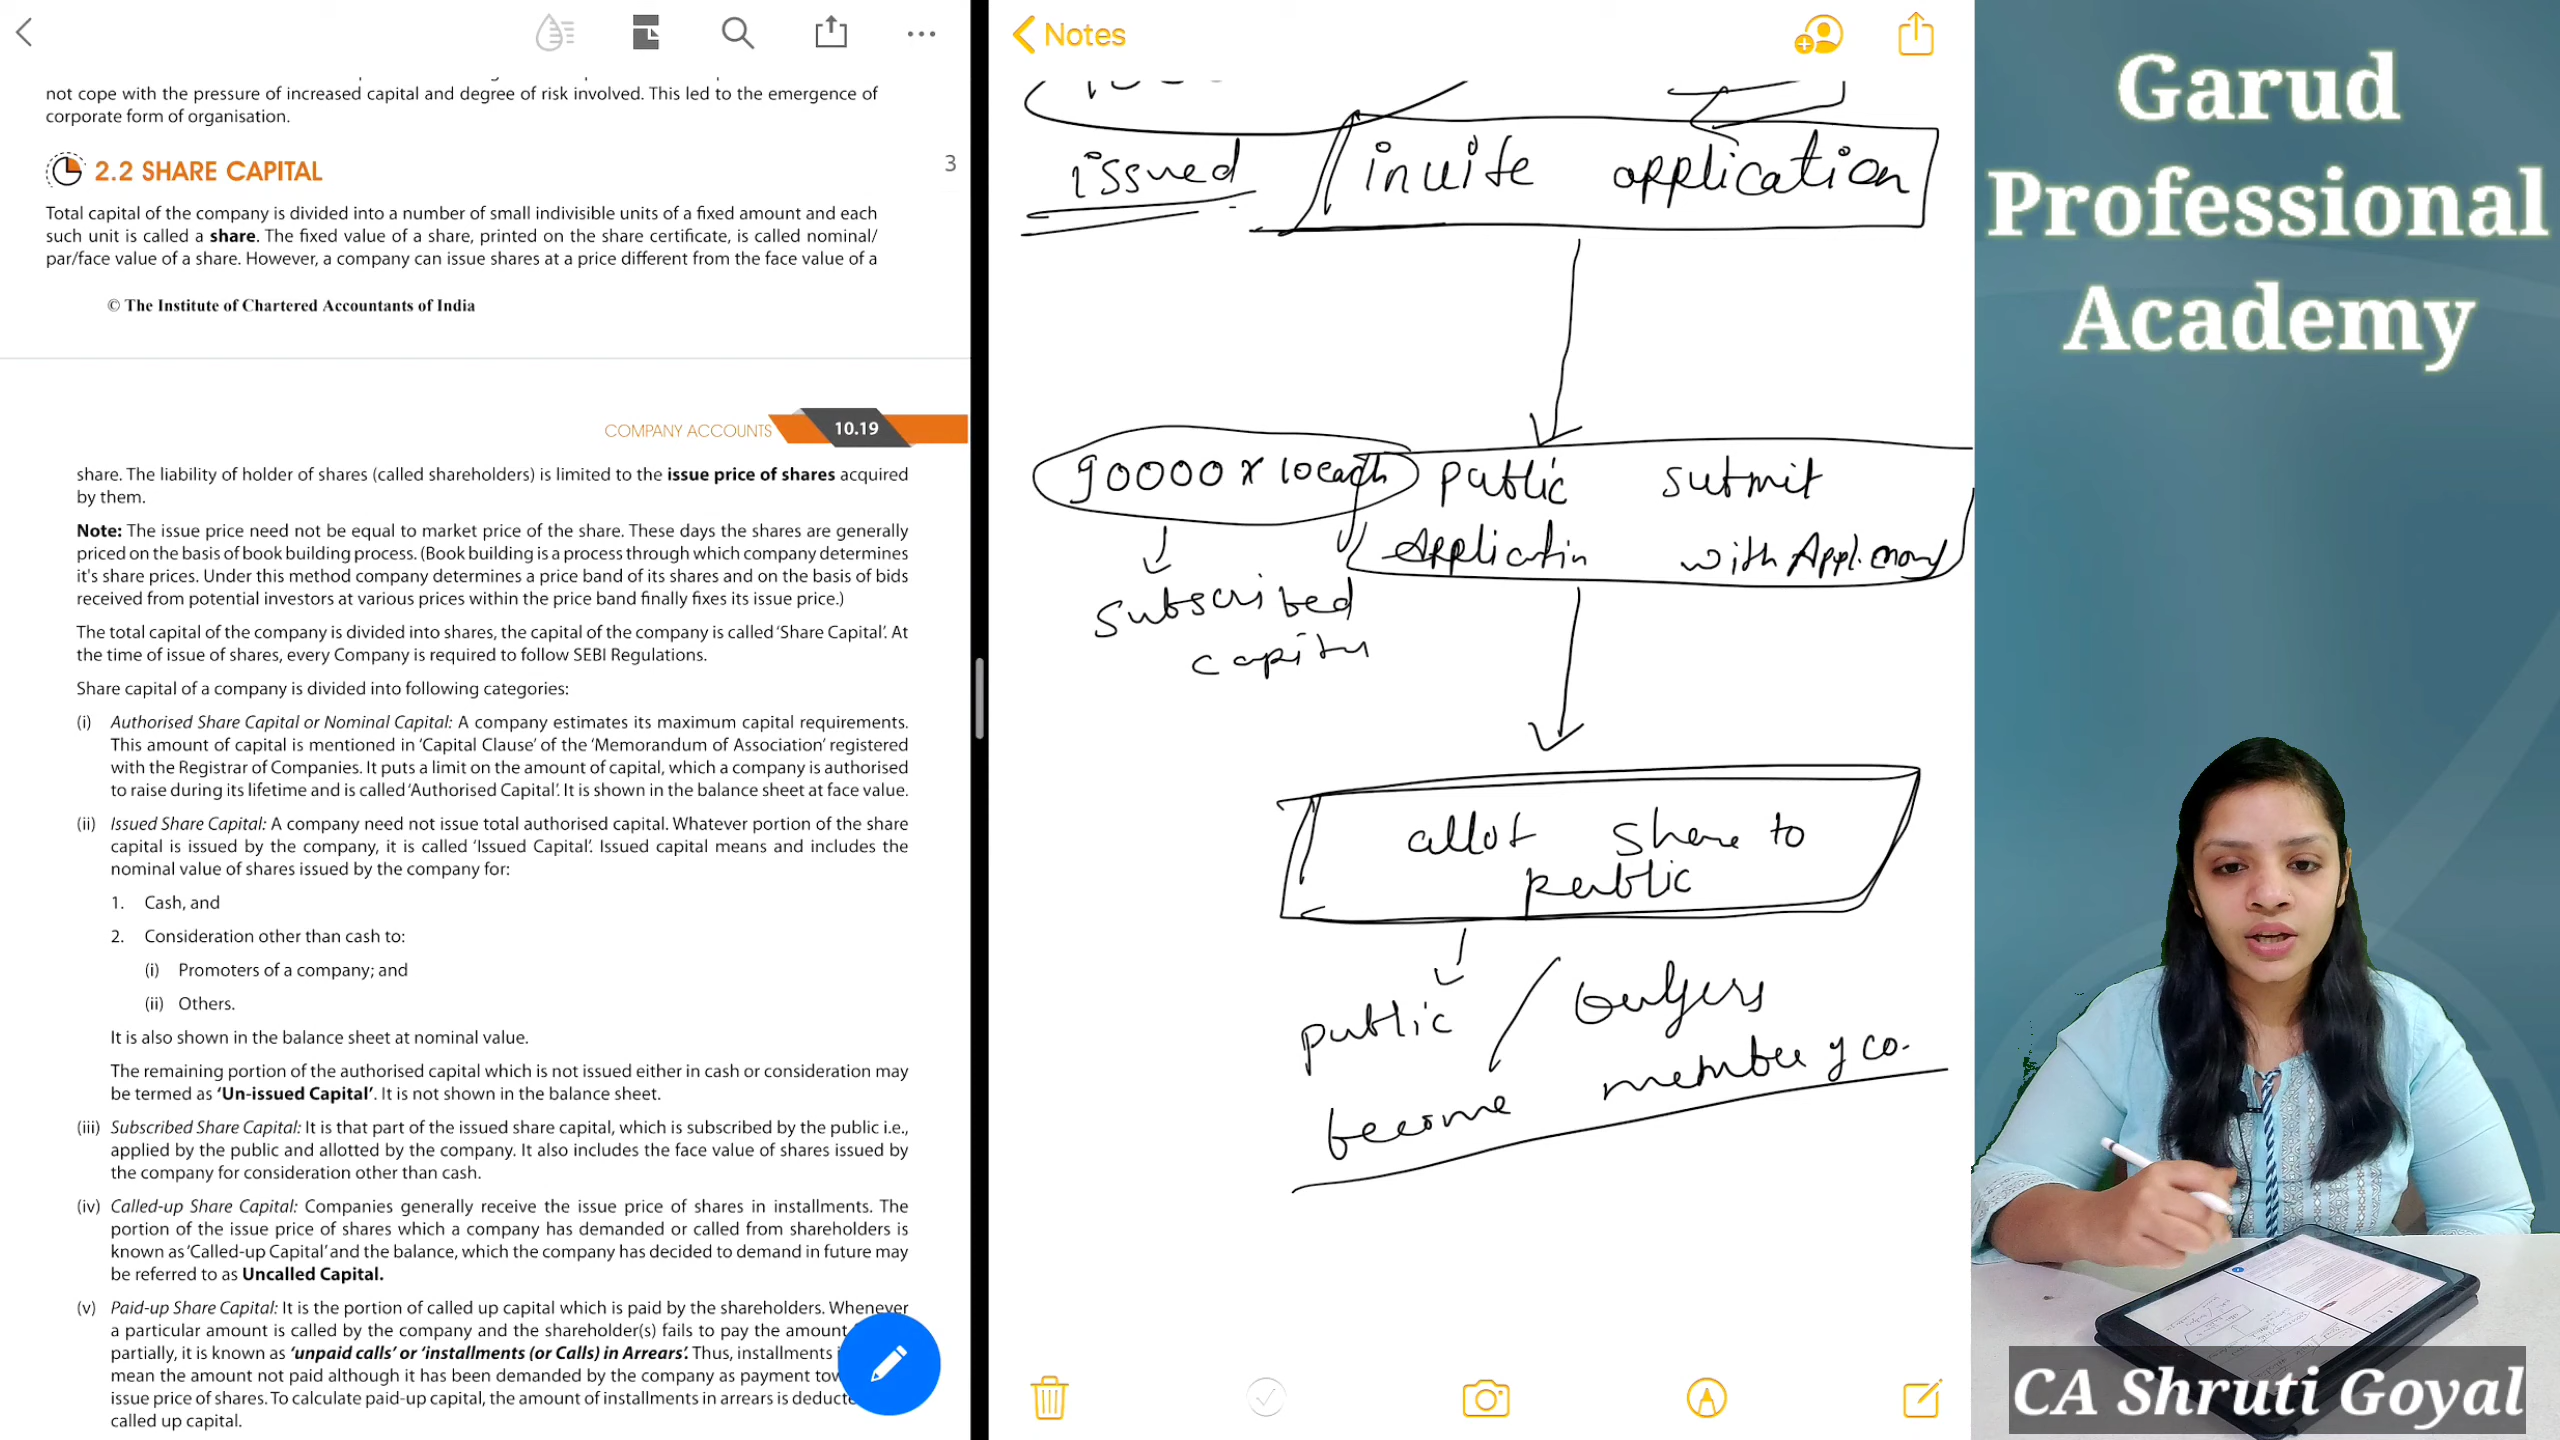 not cope with the pressure of increased capital and degree of risk involved. This led to the emergence of
corporate form of organisation.
2.2 SHARE CAPITAL
3
Total capital of the company is divided into a number of small indivisible units of a fixed amount and each
such unit is called a share. The fixed value of a share, printed on the share certificate, is called nominal/
par/face value of a share. However, a company can issue shares at a price different from the face value of a
© The Institute of Chartered Accountants of India
COMPANY ACCOUNTS
10.19
share. The liability of holder of shares (called shareholders) is limited to the issue price of shares acquired
by them.
Note: The issue price need not be equal to market price of the share. These days the shares are generally
priced on the basis of book building process. (Book building is a process through which company determines
it's share prices. Under this method company determines a price band of its shares and on the basis of bids
received from potential investors at various prices within the price band finally fixes its issue price.)
The total capital of the company is divided into shares, the capital of the company is called 'Share Capital'. At
the time of issue of shares, every Company is required to follow SEBI Regulations.
Share capital of a company is divided into following categories:
(i) Authorised Share Capital or Nominal Capital: A company estimates its maximum capital requirements.
This amount of capital is mentioned in 'Capital Clause' of the 'Memorandum of Association' registered
with the Registrar of Companies. It puts a limit on the amount of capital, which a company is authorised
to raise during its lifetime and is called 'Authorised Capital'. It is shown in the balance sheet at face value.
(ii) Issued Share Capital: A company need not issue total authorised capital. Whatever portion of the share
capital is issued by the company, it is called 'Issued Capital'. Issued capital means and includes the
nominal value of shares issued by the company for:
1. Cash, and
2. Consideration other than cash to:
(i) Promoters of a company; and
(ii) Others.
It is also shown in the balance sheet at nominal value.
The remaining portion of the authorised capital which is not issued either in cash or consideration may
be termed as 'Un-issued Capital'. It is not shown in the balance sheet.
(iii) Subscribed Share Capital: It is that part of the issued share capital, which is subscribed by the public i.e.,
applied by the public and allotted by the company. It also includes the face value of shares issued by
the company for consideration other than cash.
(iv) Called-up Share Capital: Companies generally receive the issue price of shares in installments. The
portion of the issue price of shares which a company has demanded or called from shareholders is
known as 'Called-up Capital' and the balance, which the company has decided to demand in future may
be referred to as Uncalled Capital.
(v) Paid-up Share Capital: It is the portion of called up capital which is paid by the shareholders. Whenever
a particular amount is called by the company and the shareholder(s) fails to pay the amount
partially, it is known as 'unpaid calls' or 'installments (or Calls) in Arrears'. Thus, installments
mean the amount not paid although it has been demanded by the company as payment
issue price of shares. To calculate paid-up capital, the amount of installments in arrears is
called up capital.
Notes
issued invite application
90000 x 10 each public submit
Applicatin with Appl. money
subscribed
capita
allot share to
public
public / buyers
become member of co.
Garud
Professional
Academy
CA Shruti Goyal